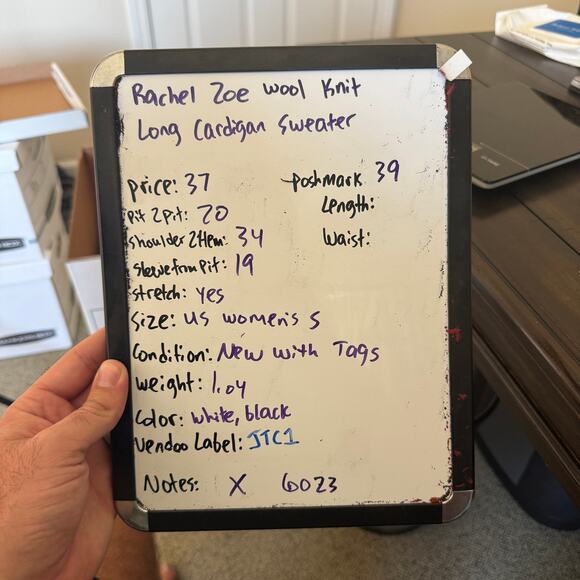 Rachel Zoe wool Knit
Long Cardigan Sweater
price: 37
poshmark 39
Pit 2 Pit: 20
Length:
Shoulder 2 Hem: 34
Waist:
Sleeve from Pit: 19
stretch: yes
Size: US women's S
Condition: New with Tags
weight: 1.04
Color: white, black
Vendoo Label: JTC1
Notes: X 6023